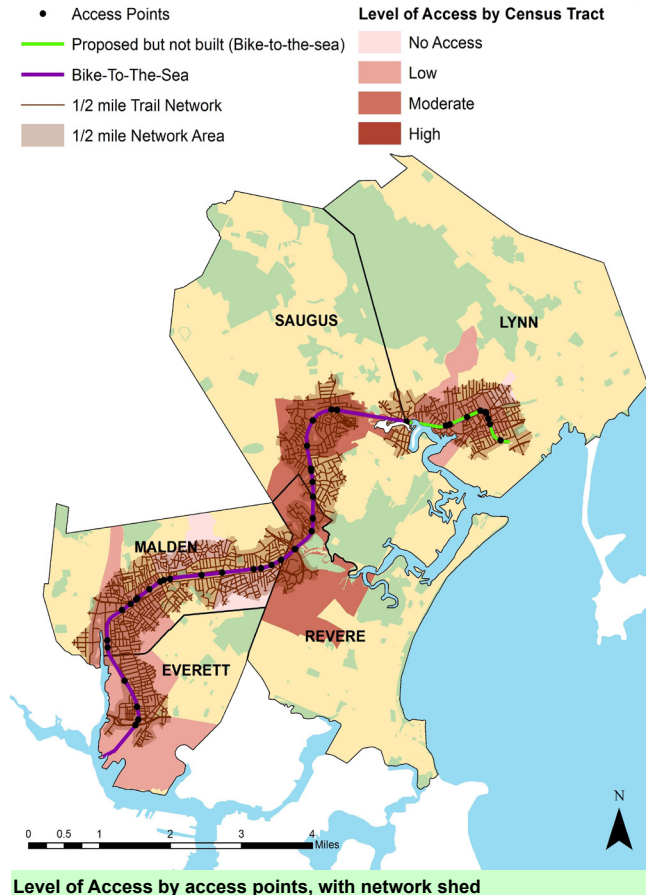 Access Points
Proposed but not built (Bike-to-the-sea)
Bike-To-The-Sea
1/2 mile Trail Network
1/2 mile Network Area
Level of Access by Census Tract
No Access
Low
Moderate
High
SAUGUS
LYNN
MALDEN
REVERE
EVERETT
N
0 0.5 1 2 3 4
Miles
Level of Access by access points, with network shed